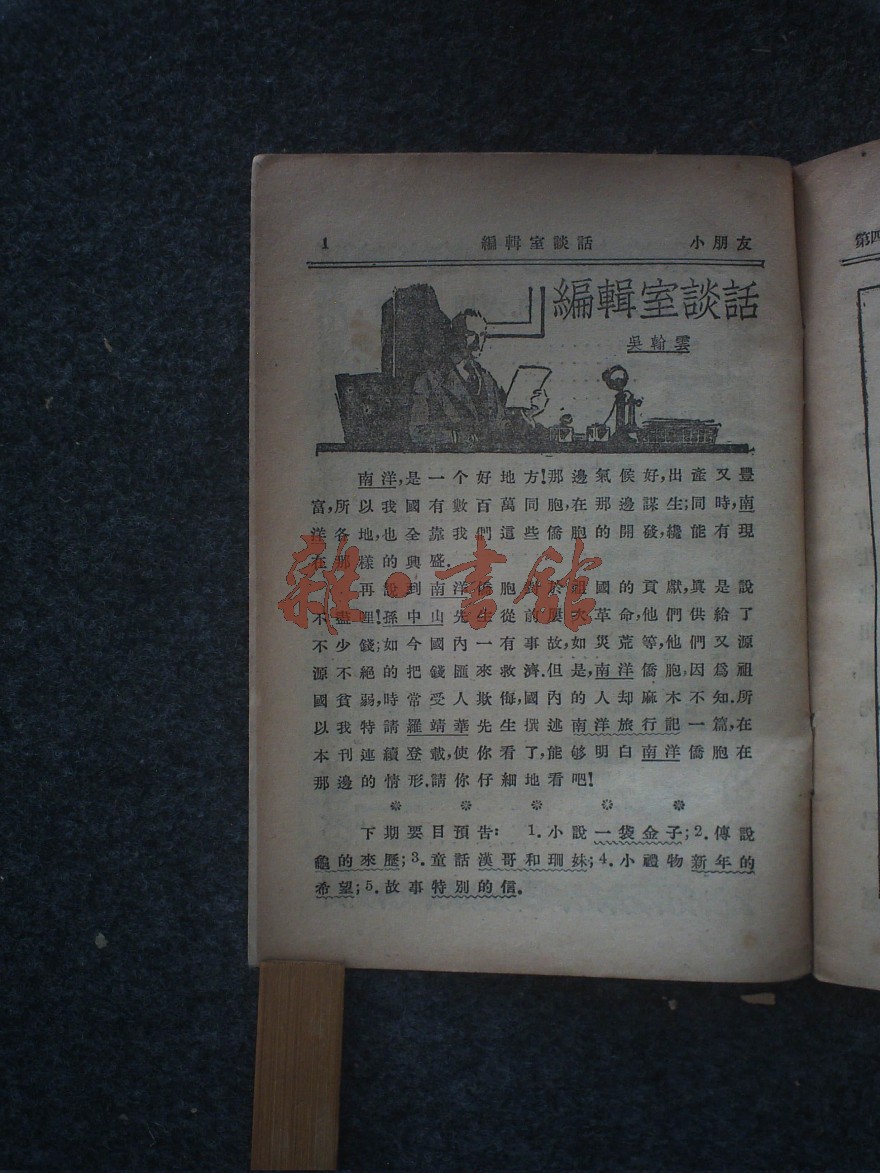 1 編輯室談話 小朋友
編輯室談話
吳翰雲
南洋,是一个好地方!那邊氣候好,出產又豐
富,所以我國有數百萬同胞,在那邊謀生;同時,南
洋各地,也全靠我們這些僑胞的開發,纔能有現
在那樣的興盛.
再說到南洋僑胞對於祖國的貢獻,眞是說
不盡哩!孫中山先生從前屢次革命,他們供給了
不少錢;如今國內一有事故,如災荒等,他們又源
源不絕的把錢匯來救濟.但是,南洋僑胞,因爲祖
國貧弱,時常受人欺侮,國內的人却麻木不知.所
以我特請羅靖華先生撰述南洋旅行記一篇,在
本刊連續登載,使你看了,能够明白南洋僑胞在
那邊的情形.請你仔細地看吧!
下期要目預告: 1.小說一袋金子;2.傳說
龜的來歷;3.童話漢哥和珊妹;4.小禮物新年的
希望;5.故事特別的信.
第四
雜·書館